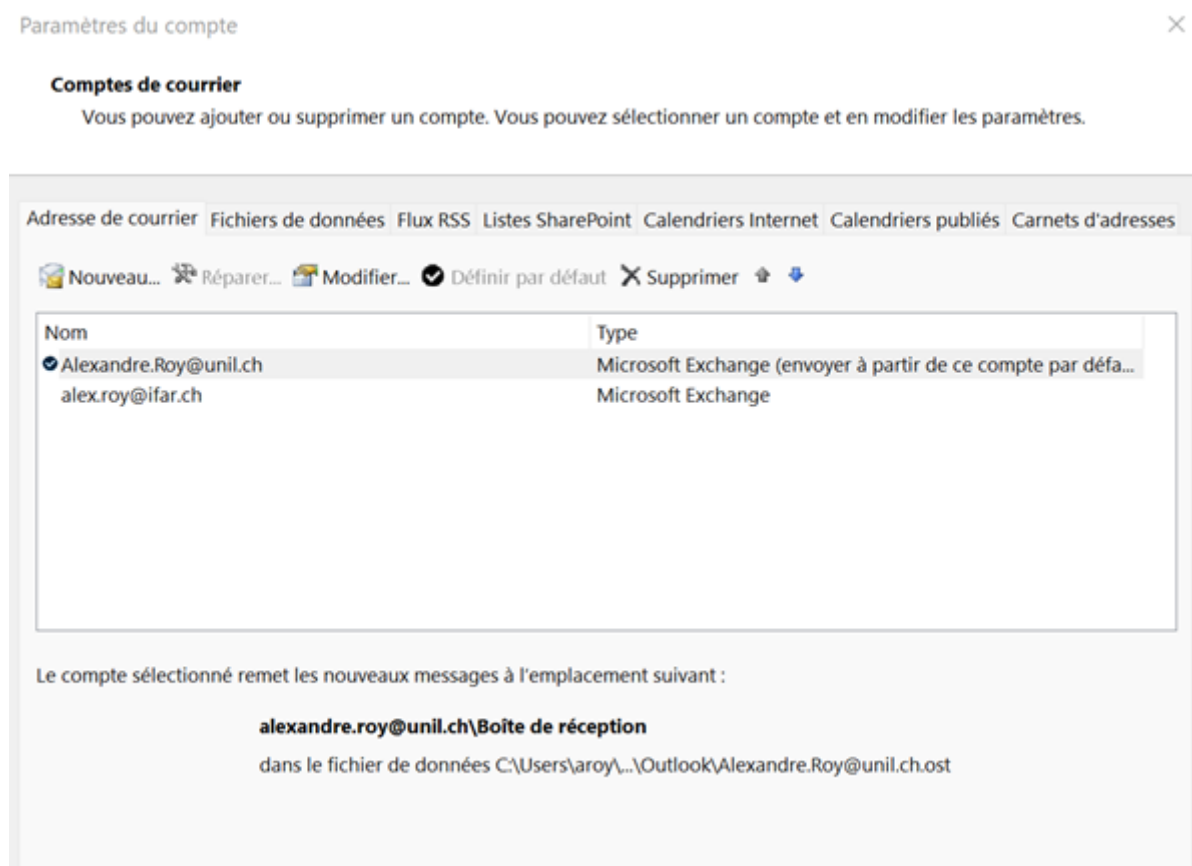 Paramètres du compte
Comptes de courrier
Vous pouvez ajouter ou supprimer un compte. Vous pouvez sélectionner un compte et en modifier les paramètres.
Adresse de courrier Fichiers de données Flux RSS Listes SharePoint Calendriers Internet Calendriers publiés Carnets d'adresses
Nouveau... Réparer... Modifier... Définir par défaut Supprimer
Nom Type
Alexandre.Roy@unil.ch Microsoft Exchange (envoyer à partir de ce compte par défa...
alex.roy@ifar.ch Microsoft Exchange
Le compte sélectionné remet les nouveaux messages à l'emplacement suivant :
alexandre.roy@unil.ch\Boîte de réception
dans le fichier de données C:\Users\aroy\...\Outlook\Alexandre.Roy@unil.ch.ost